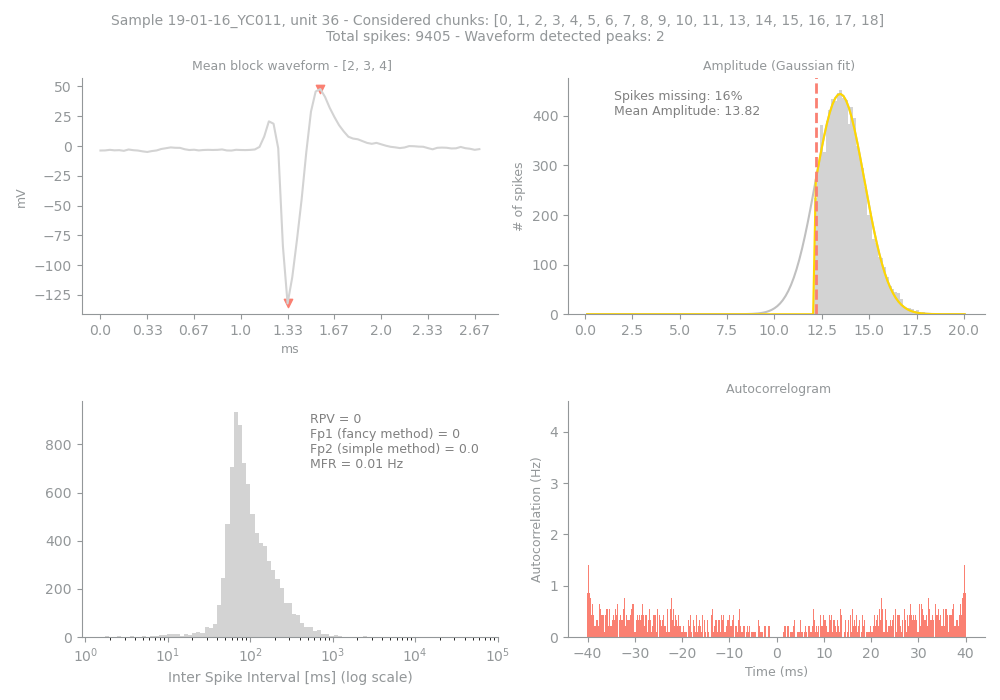 Sample 19-01-16_YC011, unit 36 - Considered chunks: [0, 1, 2, 3, 4, 5, 6, 7, 8, 9, 10, 11, 13, 14, 15, 16, 17, 18]
Total spikes: 9405 - Waveform detected peaks: 2
Mean block waveform - [2, 3, 4]
50
25
0
−25
−50
−75
−100
−125
mV
0.0 0.33 0.67 1.0 1.33 1.67 2.0 2.33 2.67
ms
Amplitude (Gaussian fit)
Spikes missing: 16%
Mean Amplitude: 13.82
400
300
200
100
0
# of spikes
0.0 2.5 5.0 7.5 10.0 12.5 15.0 17.5 20.0
RPV = 0
Fp1 (fancy method) = 0
Fp2 (simple method) = 0.0
MFR = 0.01 Hz
800
600
400
200
0
10⁰ 10¹ 10² 10³ 10⁴ 10⁵
Inter Spike Interval [ms] (log scale)
Autocorrelogram
4
3
2
1
0
Autocorrelation (Hz)
−40 −30 −20 −10 0 10 20 30 40
Time (ms)